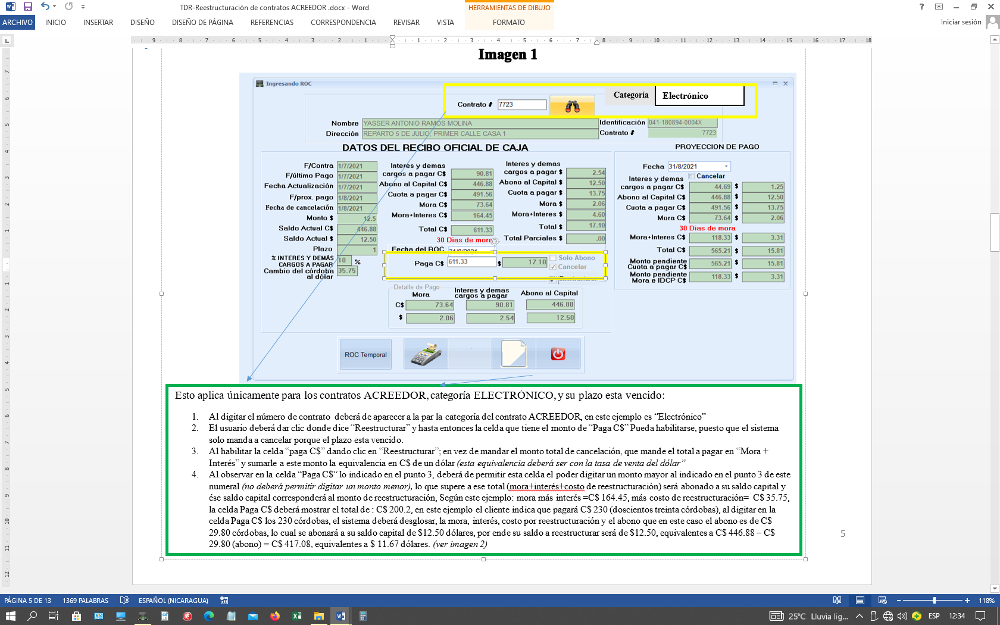 TDR-Reestructuración de contratos ACREEDOR .docx - Word
HERRAMIENTAS DE DIBUJO
ARCHIVO INICIO INSERTAR DISEÑO DISEÑO DE PÁGINA REFERENCIAS CORRESPONDENCIA REVISAR VISTA FORMATO Iniciar sesión
9 8 7 6 5 4 3 2 1 1 2 3 4 5 6 7 8 9 10 11 12 13 14 15 16 17 18
Imagen 1
Ingresando ROC
Contrato # 7723 Categoría Electrónico
Nombre YASSER ANTONIO RAMOS MOLINA Identificación 041-180894-0004X
Dirección REPARTO 5 DE JULIO, PRIMER CALLE CASA 1 Contrato # 7723
DATOS DEL RECIBO OFICIAL DE CAJA
F/Contra 1/7/2021
F/último Pago 1/7/2021
Fecha Actualización 1/7/2021
F/prox. pago 1/8/2021
Fecha de cancelación 1/8/2021
Monto $ 12.5
Saldo Actual C$ 446.88
Saldo Actual $ 12.50
Plazo 1
% INTERES Y DEMÁS
CARGOS A PAGAR 10 %
Cambio del córdoba
al dólar 35.75
Interes y demas
cargos a pagar C$ 90.81
Abono al Capital C$ 446.88
Cuota a pagar C$ 491.56
Mora C$ 73.64
Mora+Interes C$ 164.45
Total C$ 611.33
30 Dias de mora
Interes y demas
cargos a pagar $ 2.54
Abono al Capital $ 12.50
Cuota a pagar $ 13.75
Mora $ 2.06
Mora+Interes $ 4.60
Total $ 17.10
Total Parciales $ .00
Fecha del ROC 31/8/2021
Paga C$ 611.33 $ 17.10 Solo Abono
Cancelar
Detalle de Pago
Mora Interes y demas
cargos a pagar Abono al Capital
C$ 73.64 90.81 446.88
$ 2.06 2.54 12.50
PROYECCION DE PAGO
Fecha 31/8/2021
Cancelar
Interes y demas
cargos a pagar C$ 44.69 $ 1.25
Abono al Capital C$ 446.88 $ 12.50
Cuota a pagar C$ 491.56 $ 13.75
Mora C$ 73.64 $ 2.06
30 Dias de mora
Mora+Interes C$ 118.33 $ 3.31
Total C$ 565.21 $ 15.81
Monto pendiente
Cuota a pagar C$ 565.21 $ 15.81
Monto pendiente
Mora e IDCP C$ 118.33 $ 3.31
ROC Temporal
Esto aplica únicamente para los contratos ACREEDOR, categoría ELECTRÓNICO, y su plazo esta vencido:
1. Al digitar el número de contrato deberá de aparecer a la par la categoría del contrato ACREEDOR, en este ejemplo es “Electrónico”
2. El usuario deberá dar clic donde dice “Reestructurar” y hasta entonces la celda que tiene el monto de “Paga C$” Pueda habilitarse, puesto que el sistema
solo manda a cancelar porque el plazo esta vencido.
3. Al habilitar la celda “paga C$” dando clic en “Reestructurar”; en vez de mandar el monto total de cancelación, que mande el total a pagar en “Mora +
Interés” y sumarle a este monto la equivalencia en C$ de un dólar (esta equivalencia deberá ser con la tasa de venta del dólar”
4. Al observar en la celda “Paga C$” lo indicado en el punto 3, deberá de permitir esta celda el poder digitar un monto mayor al indicado en el punto 3 de este
numeral (no deberá permitir digitar un monto menor), lo que supere a ese total (mora+interés+costo de reestructuración) será abonado a su saldo capital y
ése saldo capital corresponderá al monto de reestructuración, Según este ejemplo: mora más interés =C$ 164.45, más costo de reestructuración= C$ 35.75,
la celda Paga C$ deberá mostrar el total de : C$ 200.2, en este ejemplo el cliente indica que pagará C$ 230 (doscientos treinta córdobas), al digitar en la
celda Paga C$ los 230 córdobas, el sistema deberá desglosar, la mora, interés, costo por reestructuración y el abono que en este caso el abono es de C$
29.80 córdobas, lo cual se abonará a su saldo capital de $12.50 dólares, por ende su saldo a reestructurar será de $12.50, equivalentes a C$ 446.88 – C$
29.80 (abono) = C$ 417.08, equivalentes a $ 11.67 dólares. (ver imagen 2)
5
PÁGINA 5 DE 13 1369 PALABRAS ESPAÑOL (NICARAGUA) 118%
25°C Lluvia lig... ESP 12:34